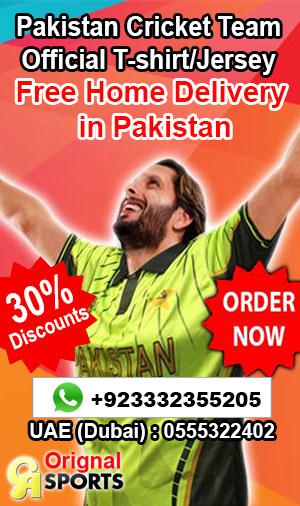 Pakistan Cricket Team
Official T-shirt/Jersey
Free Home Delivery
in Pakistan
30%
Discounts
ORDER
NOW
PAKISTAN
+923332355205
UAE (Dubai) : 0555322402
Orignal
SPORTS